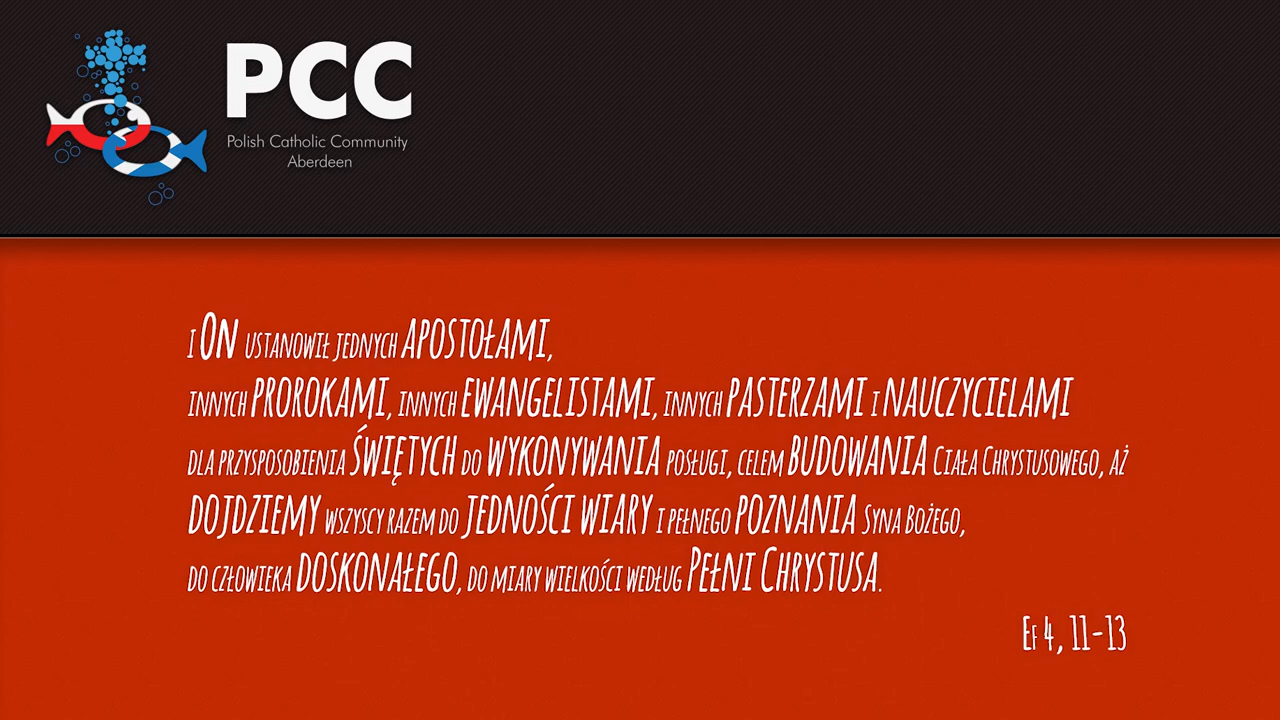 PCC
Polish Catholic Community
Aberdeen
I On ustanowił jednych APOSTOŁAMI,
innych PROROKAMI, innych EWANGELISTAMI, innych PASTERZAMI i NAUCZYCIELAMI
dla przysposobienia ŚWIĘTYCH do WYKONYWANIA posługi, celem BUDOWANIA Ciała Chrystusowego, aż
DOJDZIEMY wszyscy razem do JEDNOŚCI WIARY i pełnego POZNANIA Syna Bożego,
do człowieka DOSKONAŁEGO, do miary wielkości według Pełni Chrystusa.
Ef 4, 11-13